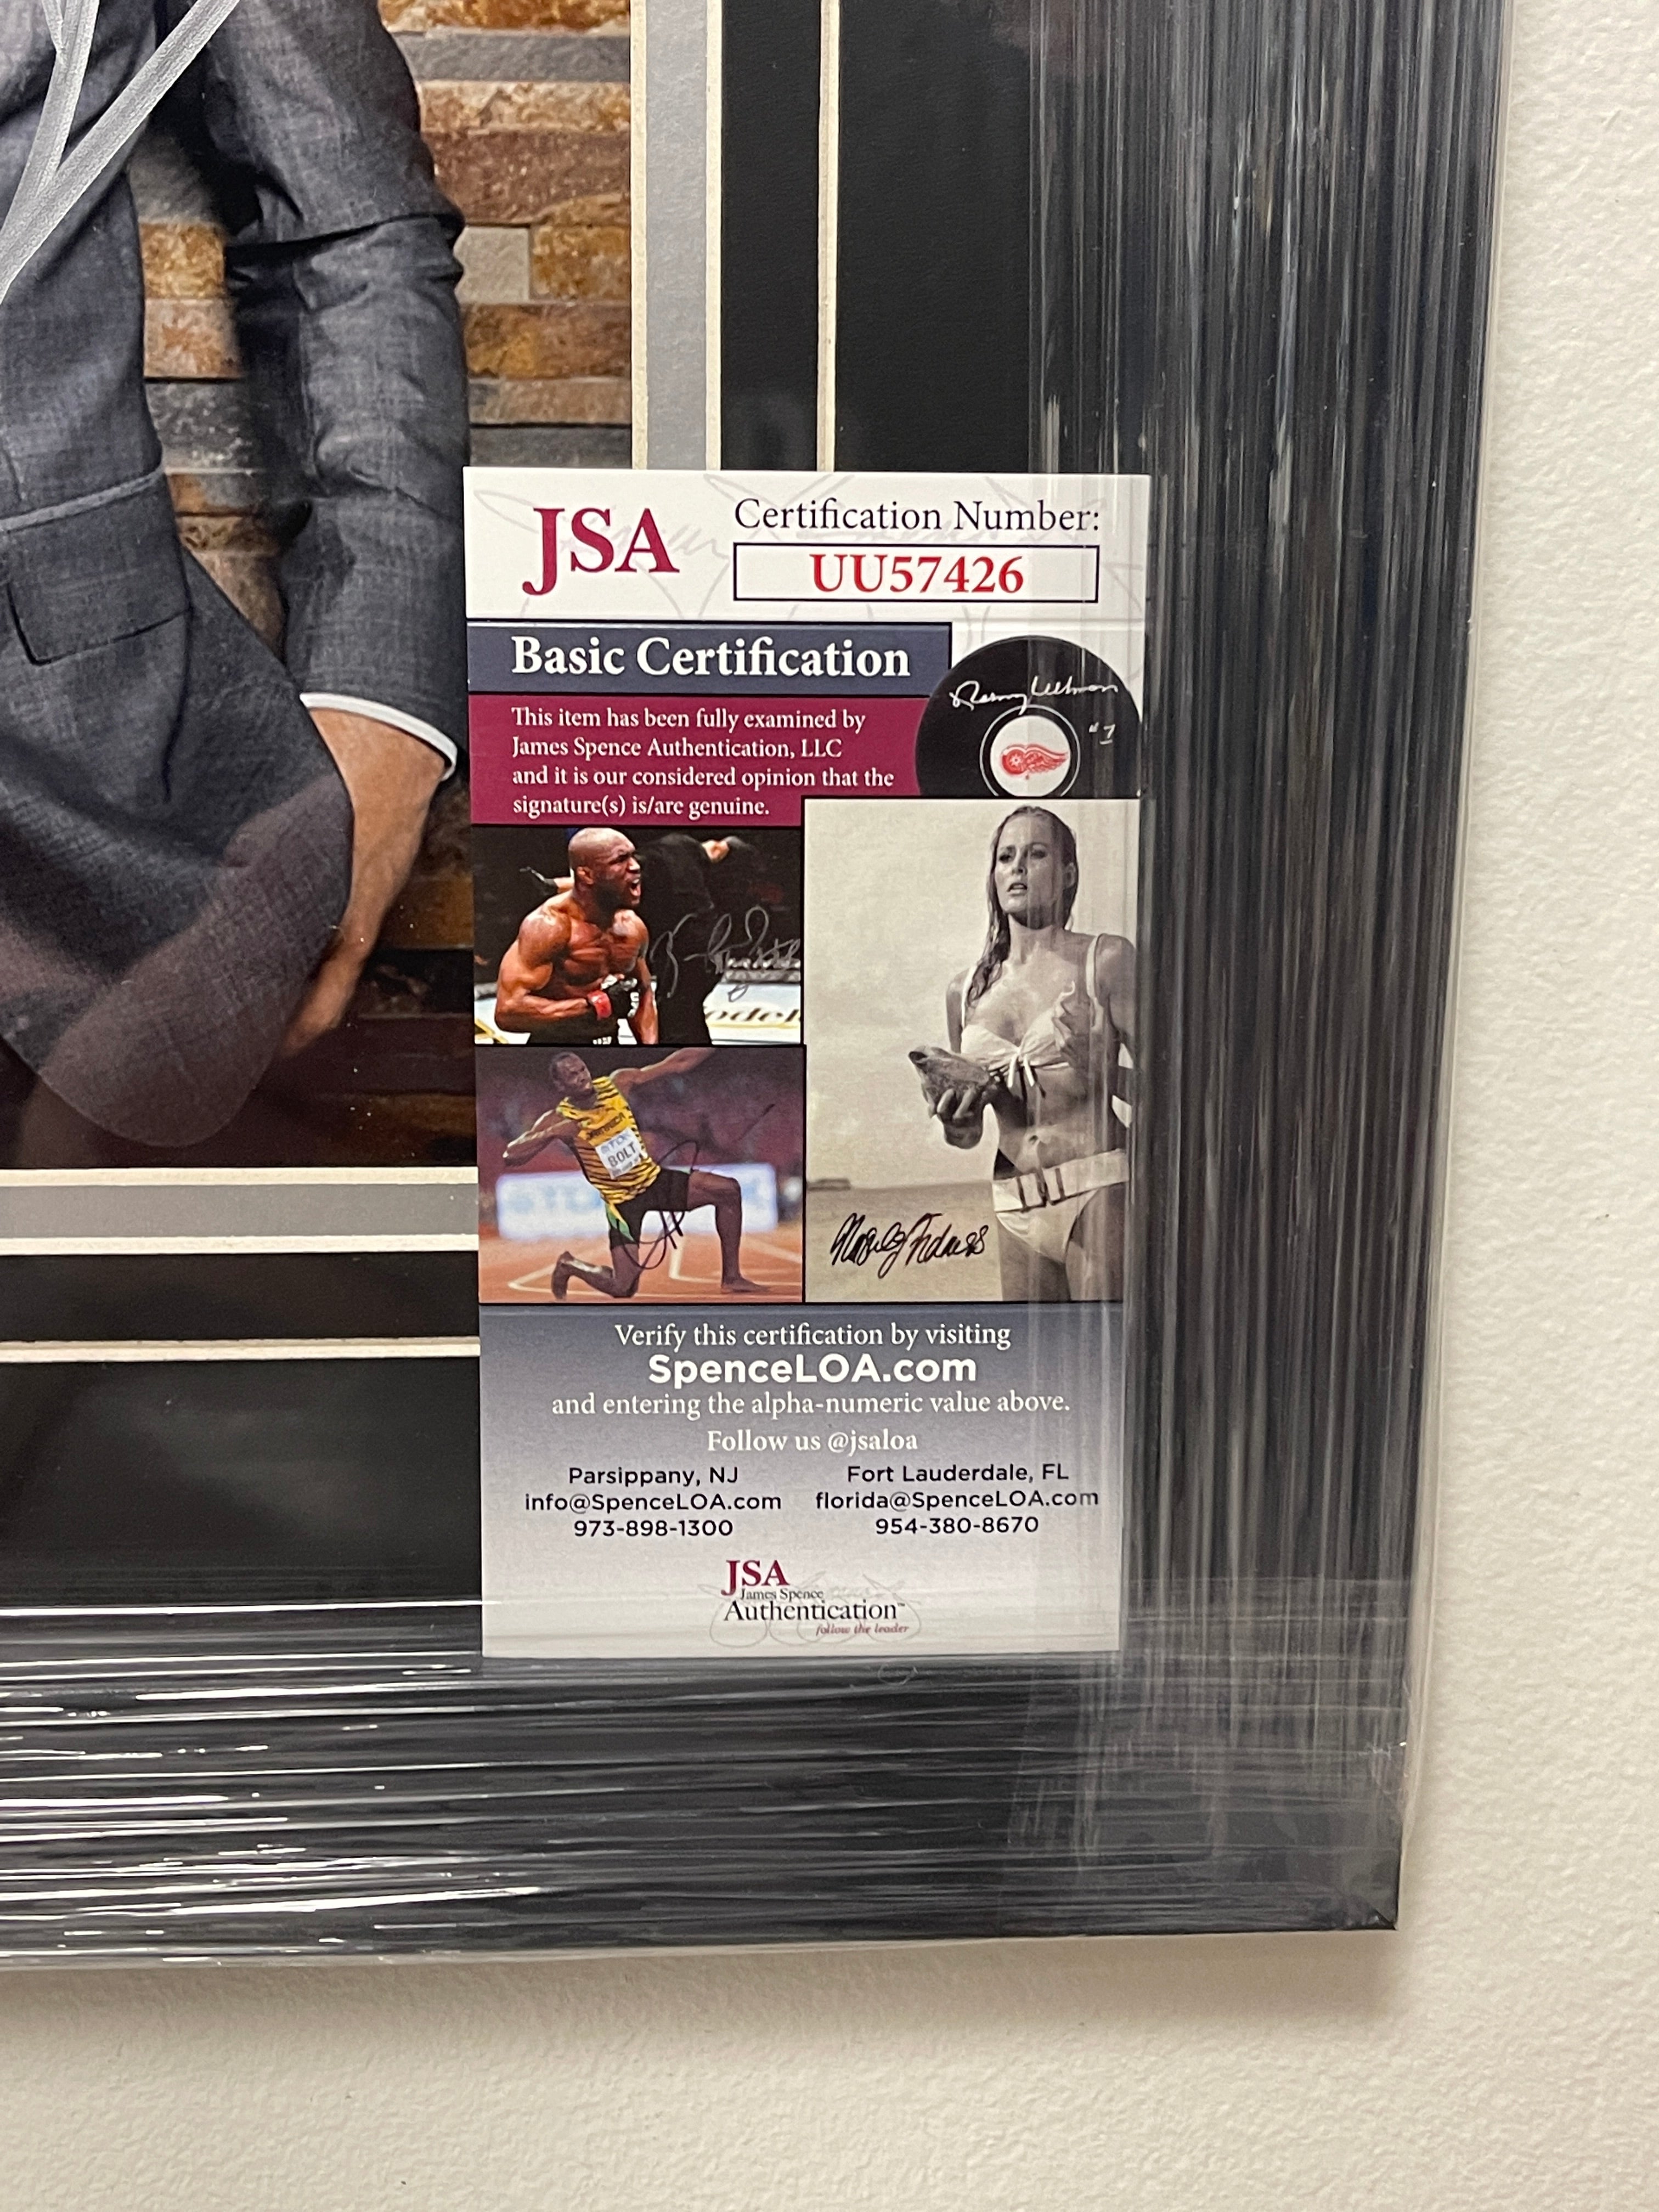 JSA
Certification Number:
UU57426
Basic Certification
This item has been fully examined by
James Spence Authentication, LLC
and it is our considered opinion that the
signature(s) is/are genuine.
"7
BOLT
Verify this certification by visiting
SpenceLOA.com
and entering the alpha-numeric value above.
Follow us @jsaloa
Parsippany, NJ
info@SpenceLOA.com
973-898-1300
Fort Lauderdale, FL
florida@SpenceLOA.com
954-380-8670
JSA
James Spence
Authentication™
follow the leader